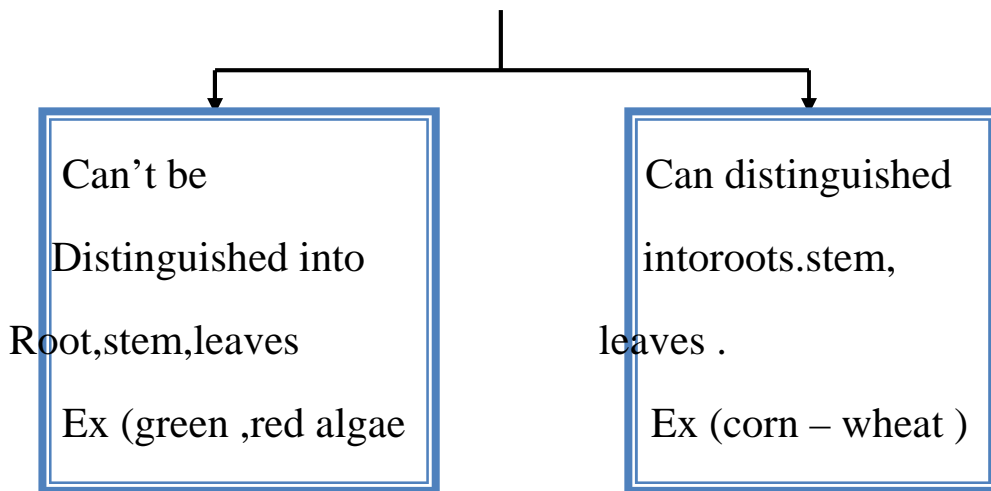 Can’t be
Distinguished into
Root,stem,leaves
Ex (green ,red algae
Can distinguished
intoroots.stem,
leaves .
Ex (corn – wheat )